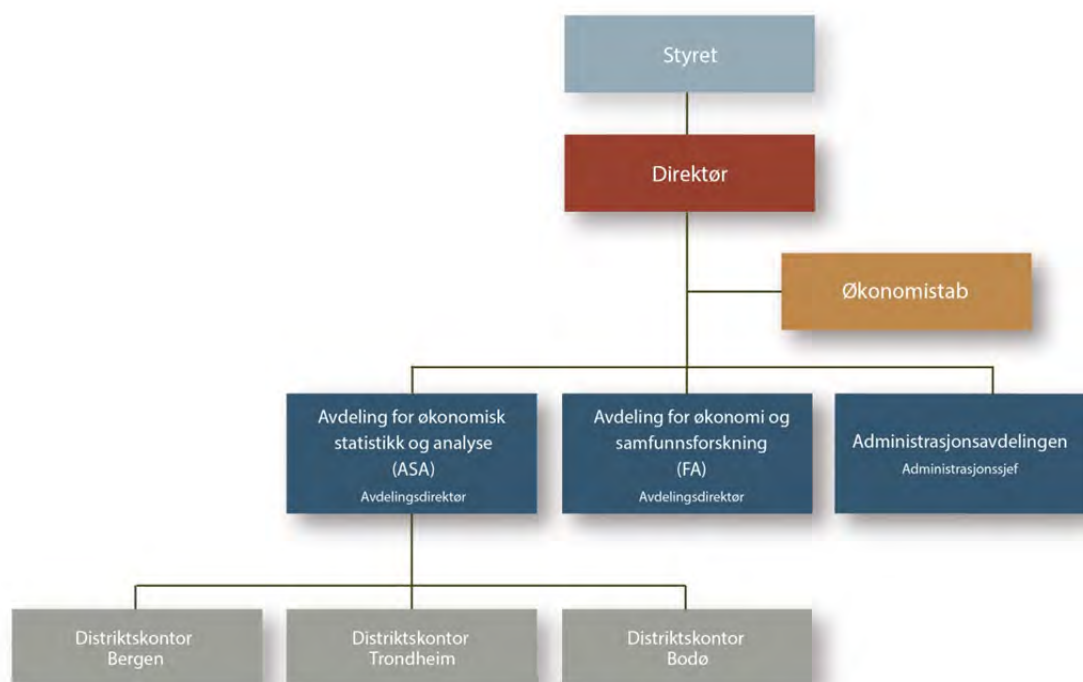 Styret
Direktør
Økonomistab
Avdeling for økonomisk
statistikk og analyse
(ASA)
Avdelingsdirektør
Avdeling for økonomi og
samfunnsforskning
(FA)
Avdelingsdirektør
Administrasjonsavdelingen
Administrasjonssjef
Distriktskontor
Bergen
Distriktskontor
Trondheim
Distriktskontor
Bodø